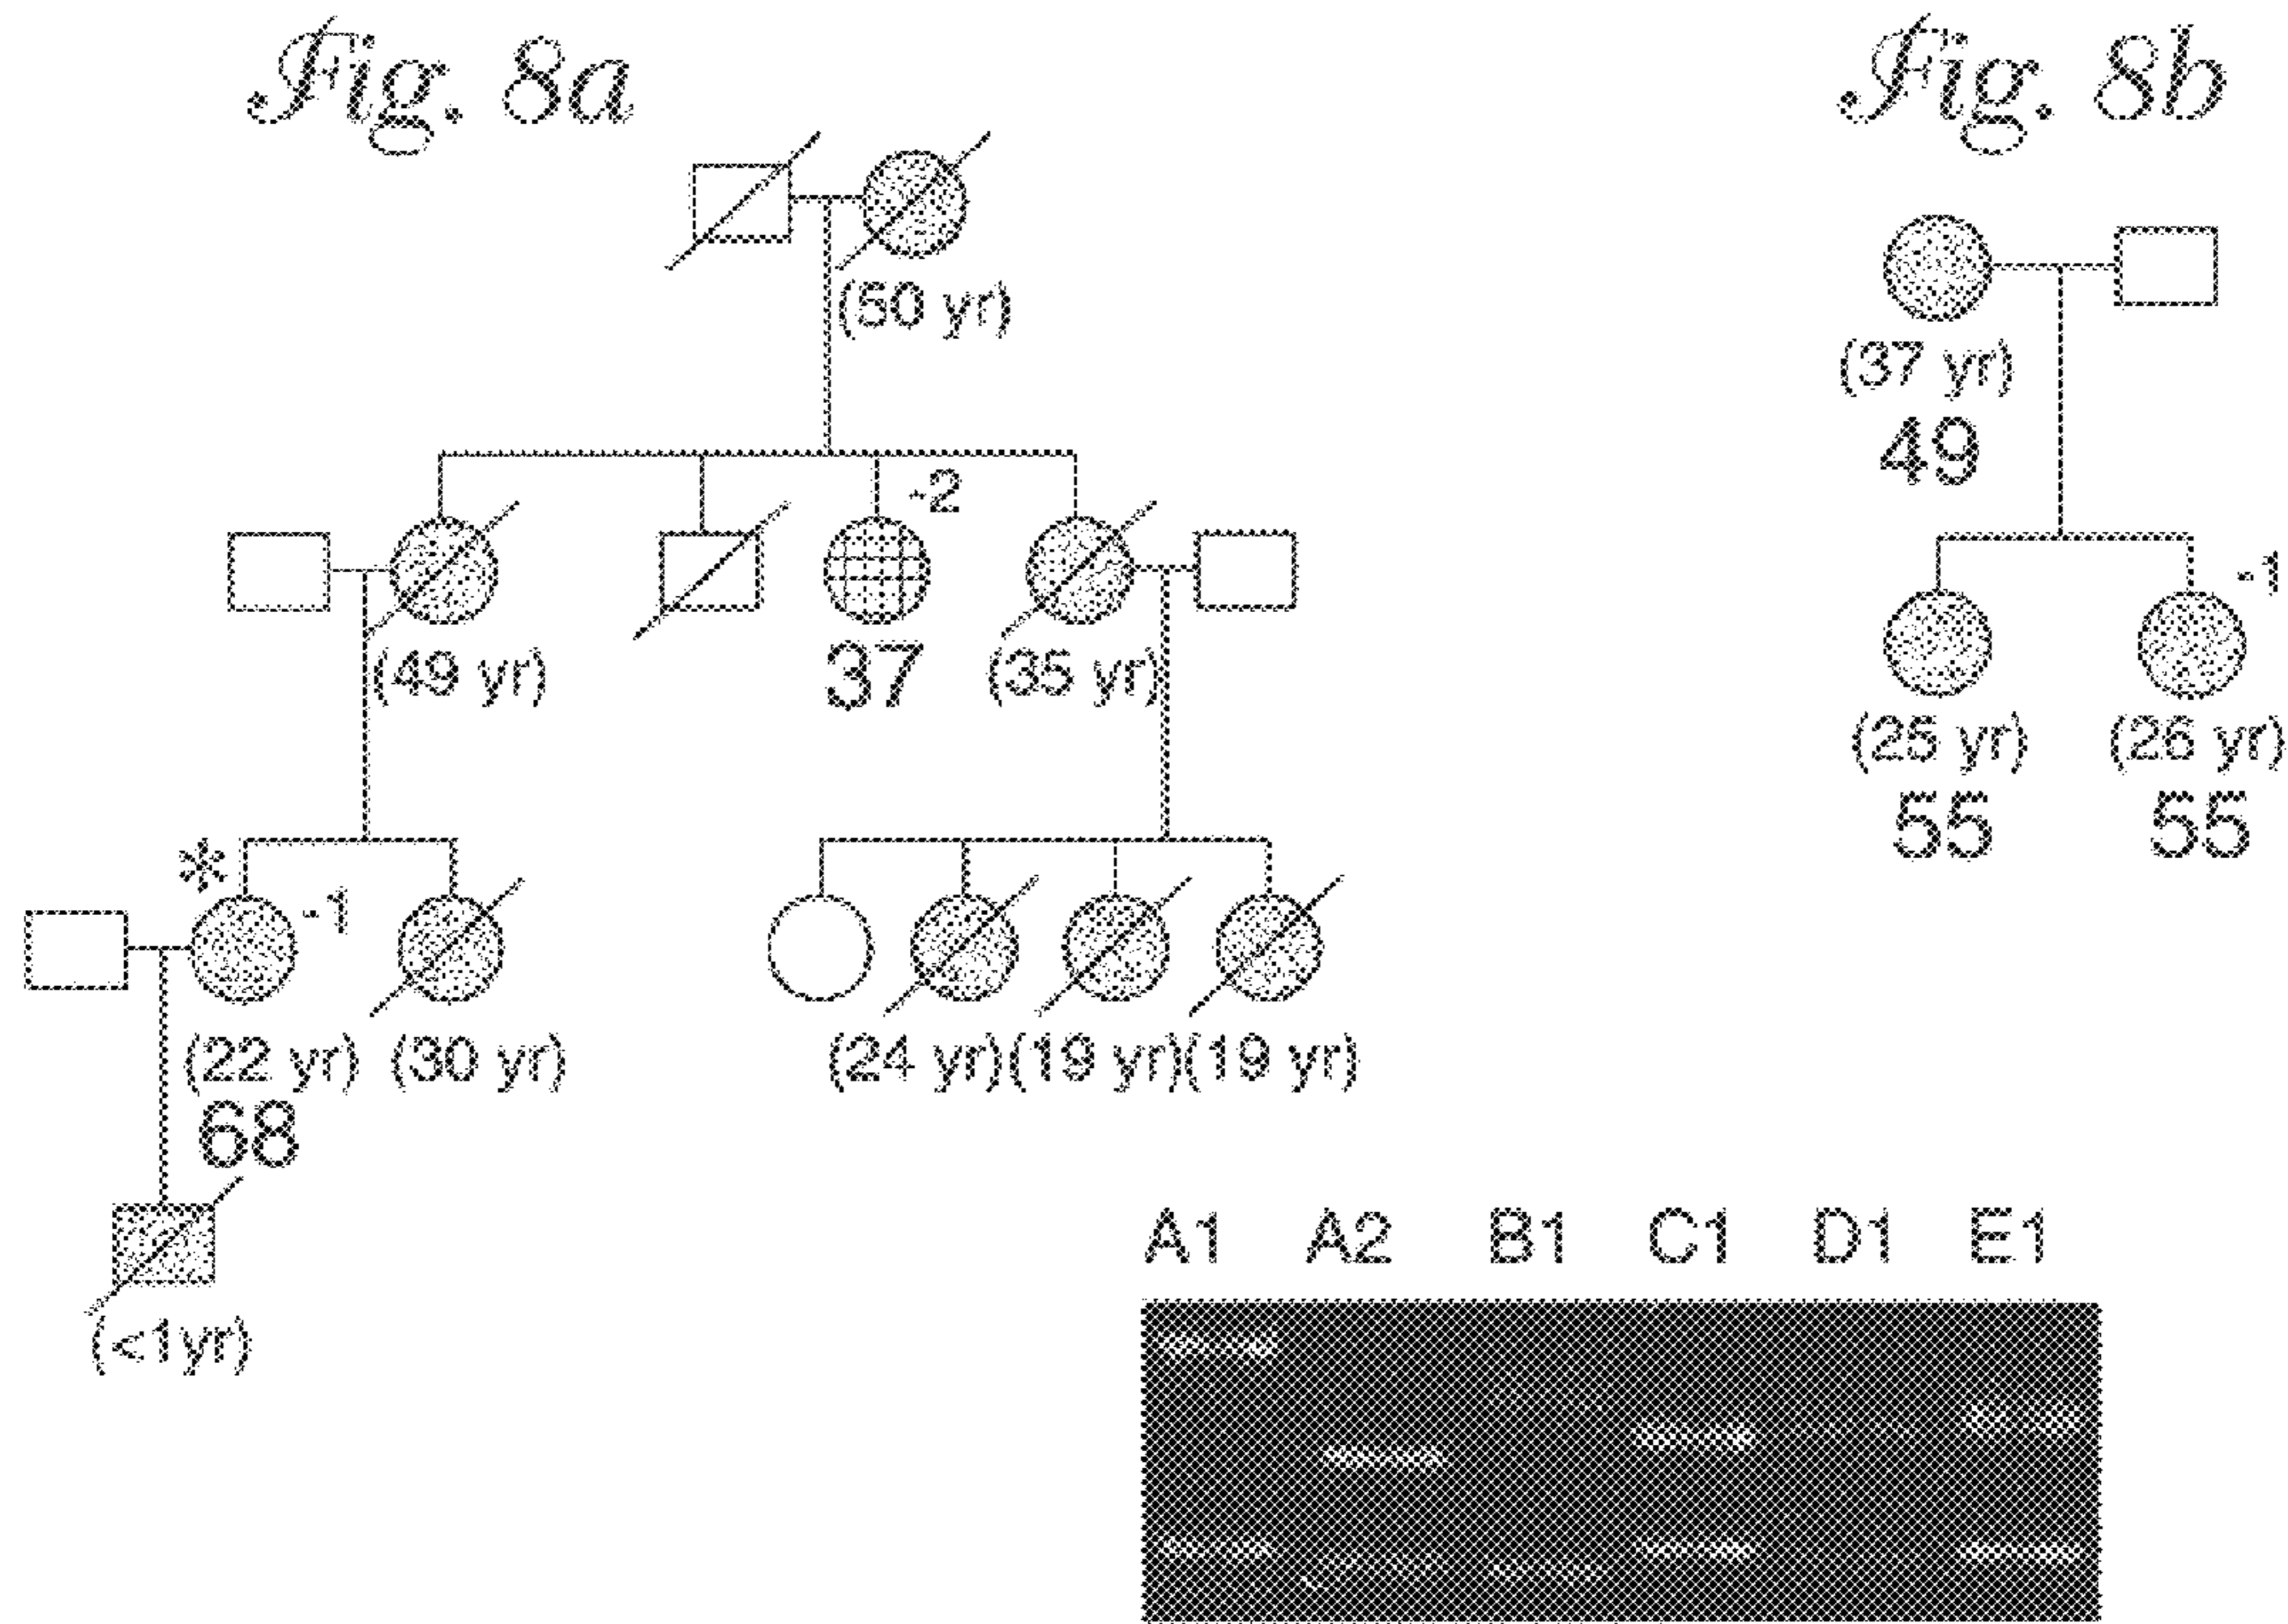 Fig. 8a
Fig. 8b
(50 yr)
(37 yr)
49
-2
(49 yr)
37
(35 yr)
-1
(25 yr)
(26 yr)
55
55
*
-1
(22 yr)
(30 yr)
(24 yr)
(19 yr)
(19 yr)
68
(<1yr)
A1 A2 B1 C1 D1 E1